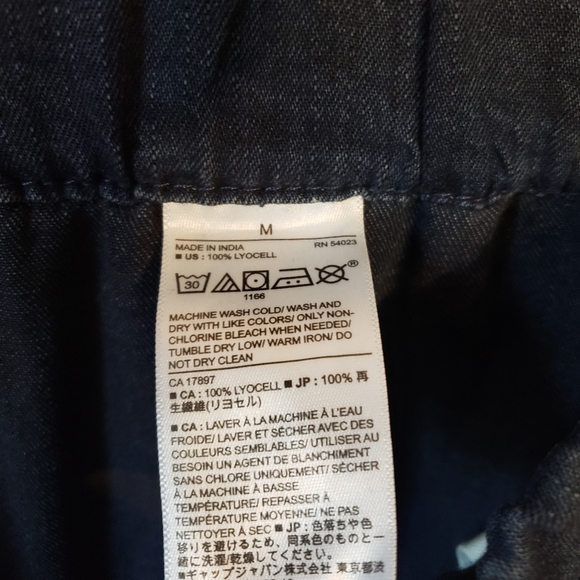 M
MADE IN INDIA RN 54023
■ US : 100% LYOCELL
30
1166
MACHINE WASH COLD/ WASH AND
DRY WITH LIKE COLORS/ ONLY NON-
CHLORINE BLEACH WHEN NEEDED/
TUMBLE DRY LOW/ WARM IRON/ DO
NOT DRY CLEAN
CA 17897
■ CA : 100% LYOCELL ■ JP : 100% 再
生繊維(リヨセル)
■ CA : LAVER À LA MACHINE À L'EAU
FROIDE/ LAVER ET SÉCHER AVEC DES
COULEURS SEMBLABLES/ UTILISER AU
BESOIN UN AGENT DE BLANCHIMENT
SANS CHLORE UNIQUEMENT/ SÉCHER
À LA MACHINE À BASSE
TEMPÉRATURE/ REPASSER À
TEMPÉRATURE MOYENNE/ NE PAS
NETTOYER À SEC ■ JP : 色落ちや色
移りを避けるため、同系色のものと一
緒に洗濯/乾燥してください。
■ギャップジャパン株式会社 東京都渋